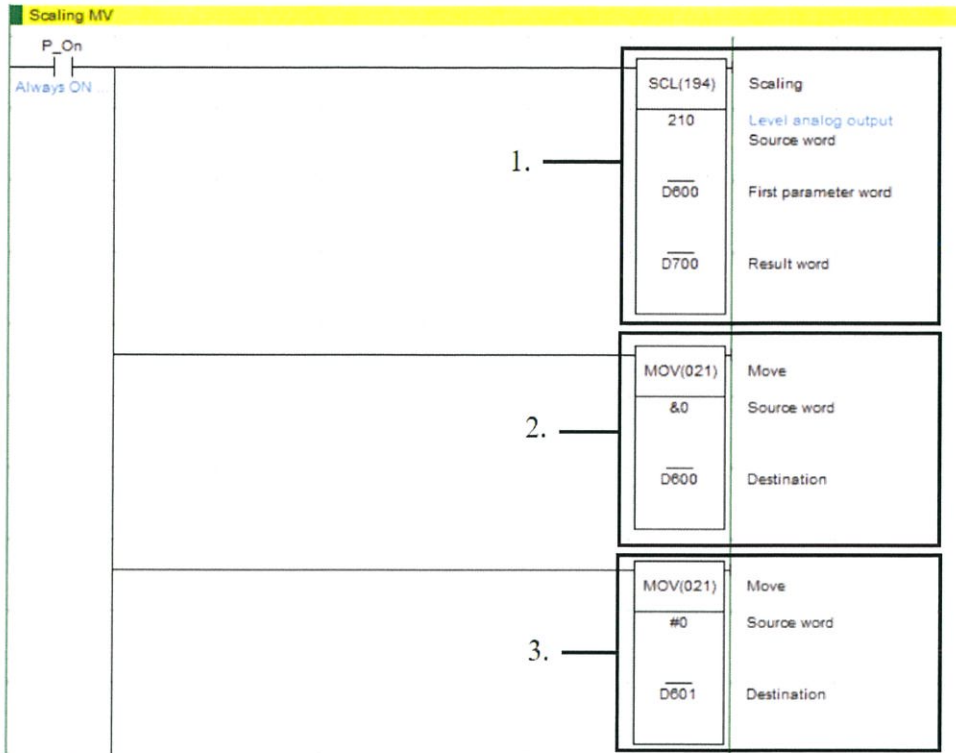 Scaling MV
P_On
Always ON ...
1.
SCL(194) Scaling
210 Level analog output
Source word
D600 First parameter word
D700 Result word
2.
MOV(021) Move
&0 Source word
D600 Destination
3.
MOV(021) Move
#0 Source word
D601 Destination